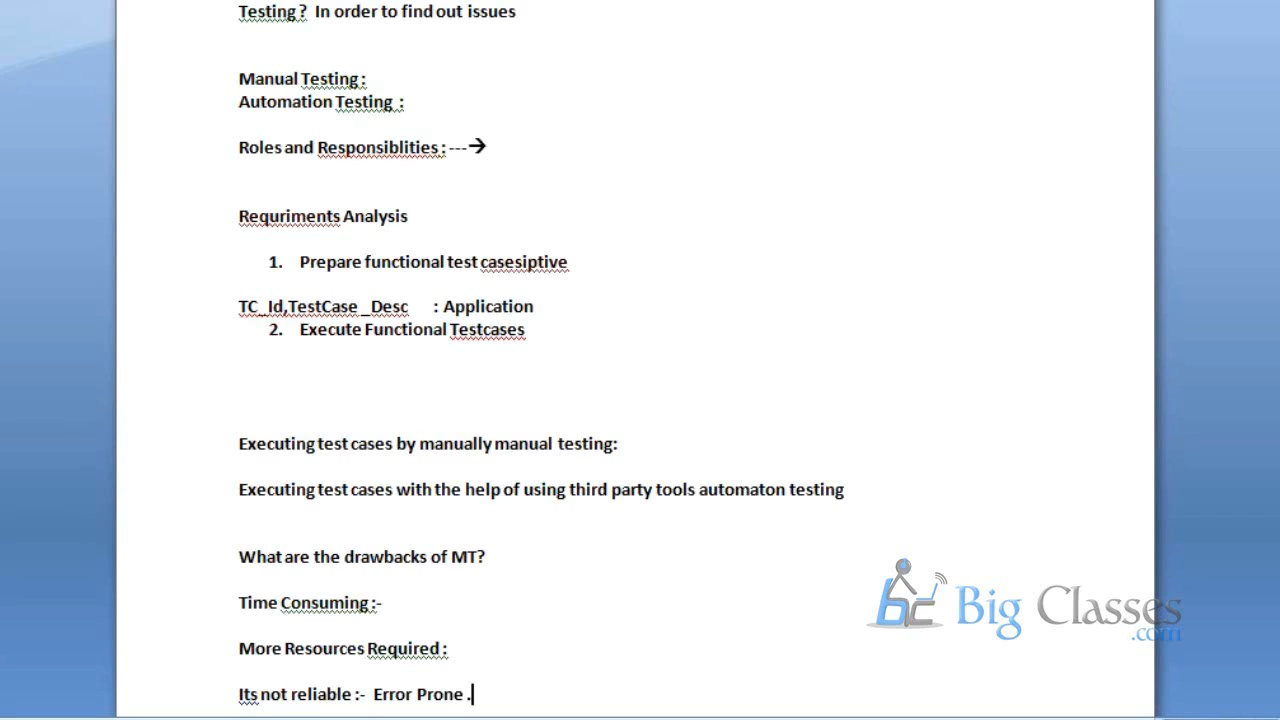 Testing ? In order to find out issues
Manual Testing :
Automation Testing :
Roles and Responsiblities : ---→
Requriments Analysis
1. Prepare functional test casesiptive
TC_Id,TestCase _Desc : Application
2. Execute Functional Testcases
Executing test cases by manually manual testing:
Executing test cases with the help of using third party tools automaton testing
What are the drawbacks of MT?
Time Consuming :-
More Resources Required :
Its not reliable :- Error Prone .
bc Big Classes
.com